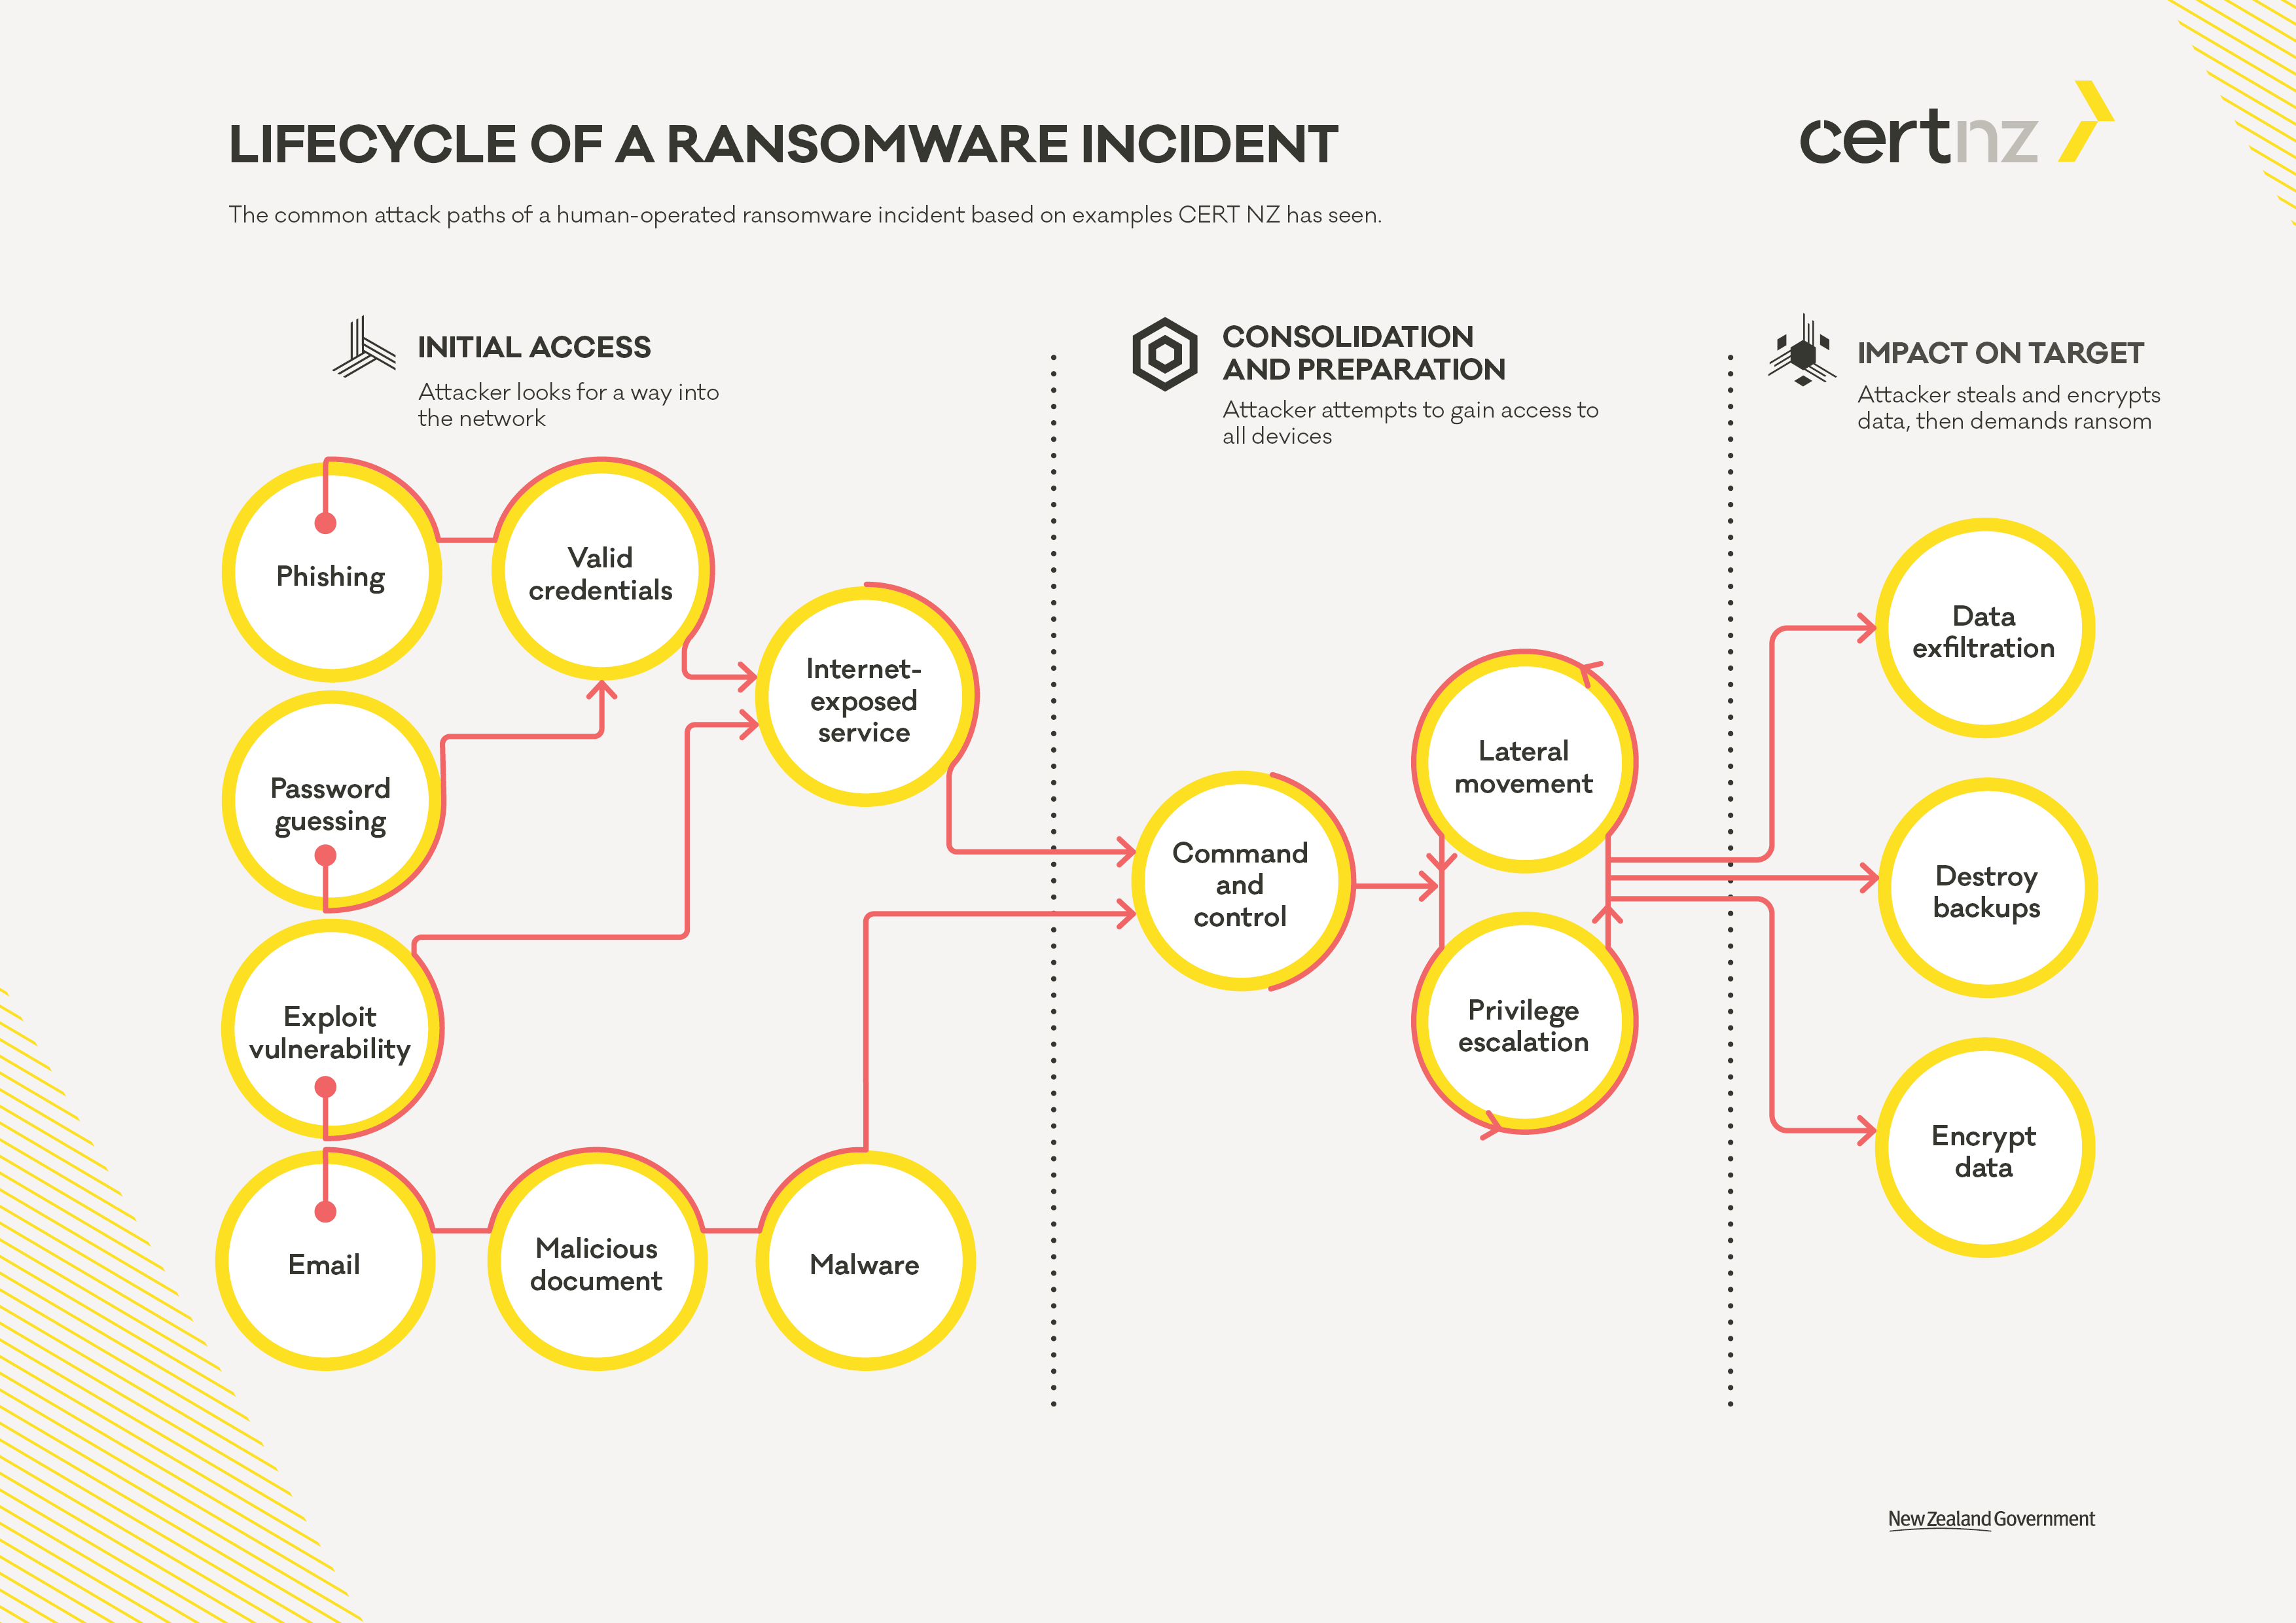 LIFECYCLE OF A RANSOMWARE INCIDENT
certnz
The common attack paths of a human-operated ransomware incident based on examples CERT NZ has seen.
INITIAL ACCESS
Attacker looks for a way into
the network
CONSOLIDATION
AND PREPARATION
Attacker attempts to gain access to
all devices
IMPACT ON TARGET
Attacker steals and encrypts
data, then demands ransom
Phishing
Valid
credentials
Internet-
exposed
service
Password
guessing
Exploit
vulnerability
Email
Malicious
document
Malware
Command
and
control
Lateral
movement
Privilege
escalation
Data
exfiltration
Destroy
backups
Encrypt
data
New Zealand Government